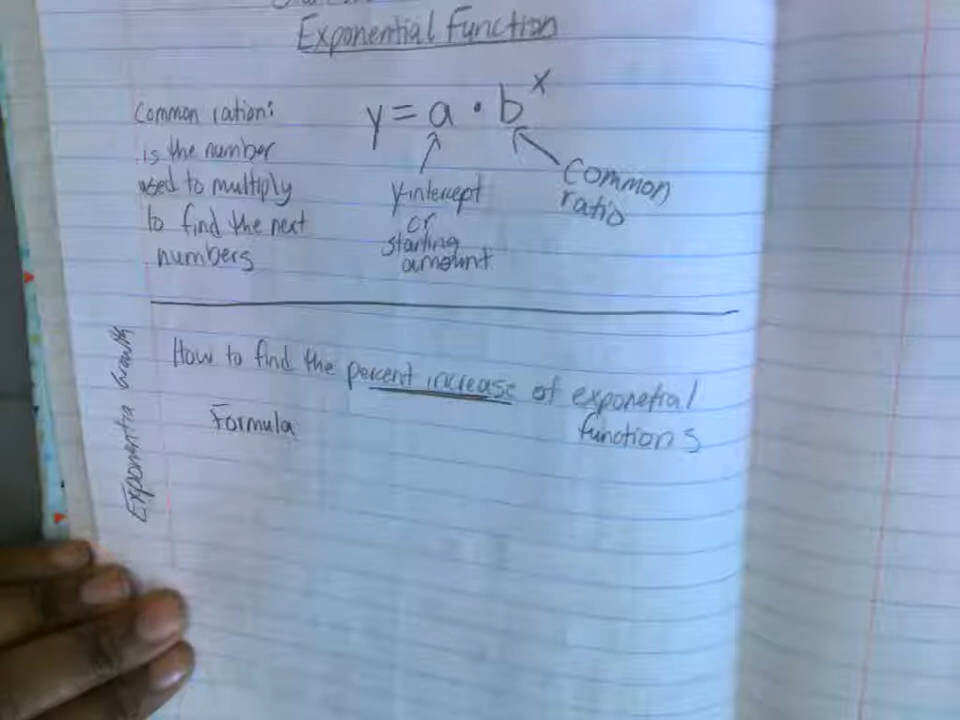 Exponential Function
Common ration:
is the number
used to multiply
to find the next
numbers
y = a · b^x
y-intercept
or
starting
amount
Common
ratio
Exponentia Growth
How to find the percent increase of exponetial
functions
Formula